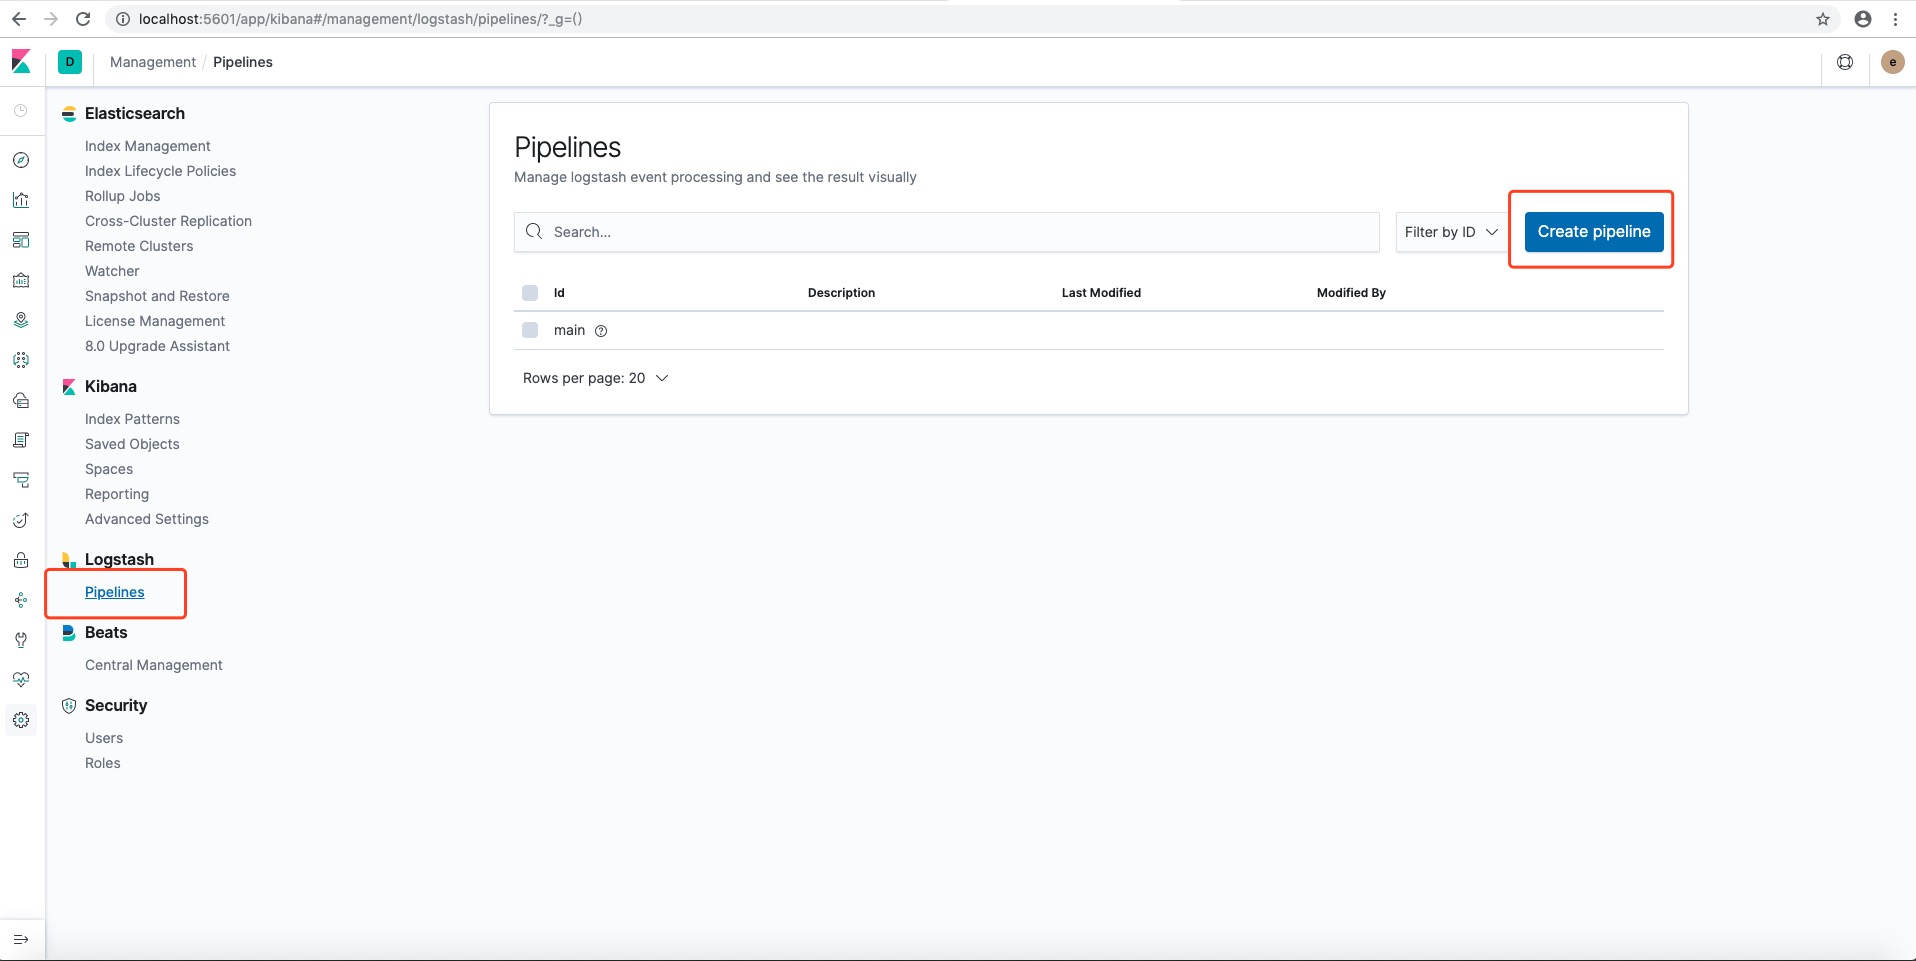 localhost:5601/app/kibana#/management/logstash/pipelines/?_g=()
D
Management / Pipelines
e
Elasticsearch
Index Management
Index Lifecycle Policies
Rollup Jobs
Cross-Cluster Replication
Remote Clusters
Watcher
Snapshot and Restore
License Management
8.0 Upgrade Assistant
Kibana
Index Patterns
Saved Objects
Spaces
Reporting
Advanced Settings
Logstash
Pipelines
Beats
Central Management
Security
Users
Roles
Pipelines
Manage logstash event processing and see the result visually
Search...
Filter by ID
Create pipeline
Id Description Last Modified Modified By
main
Rows per page: 20